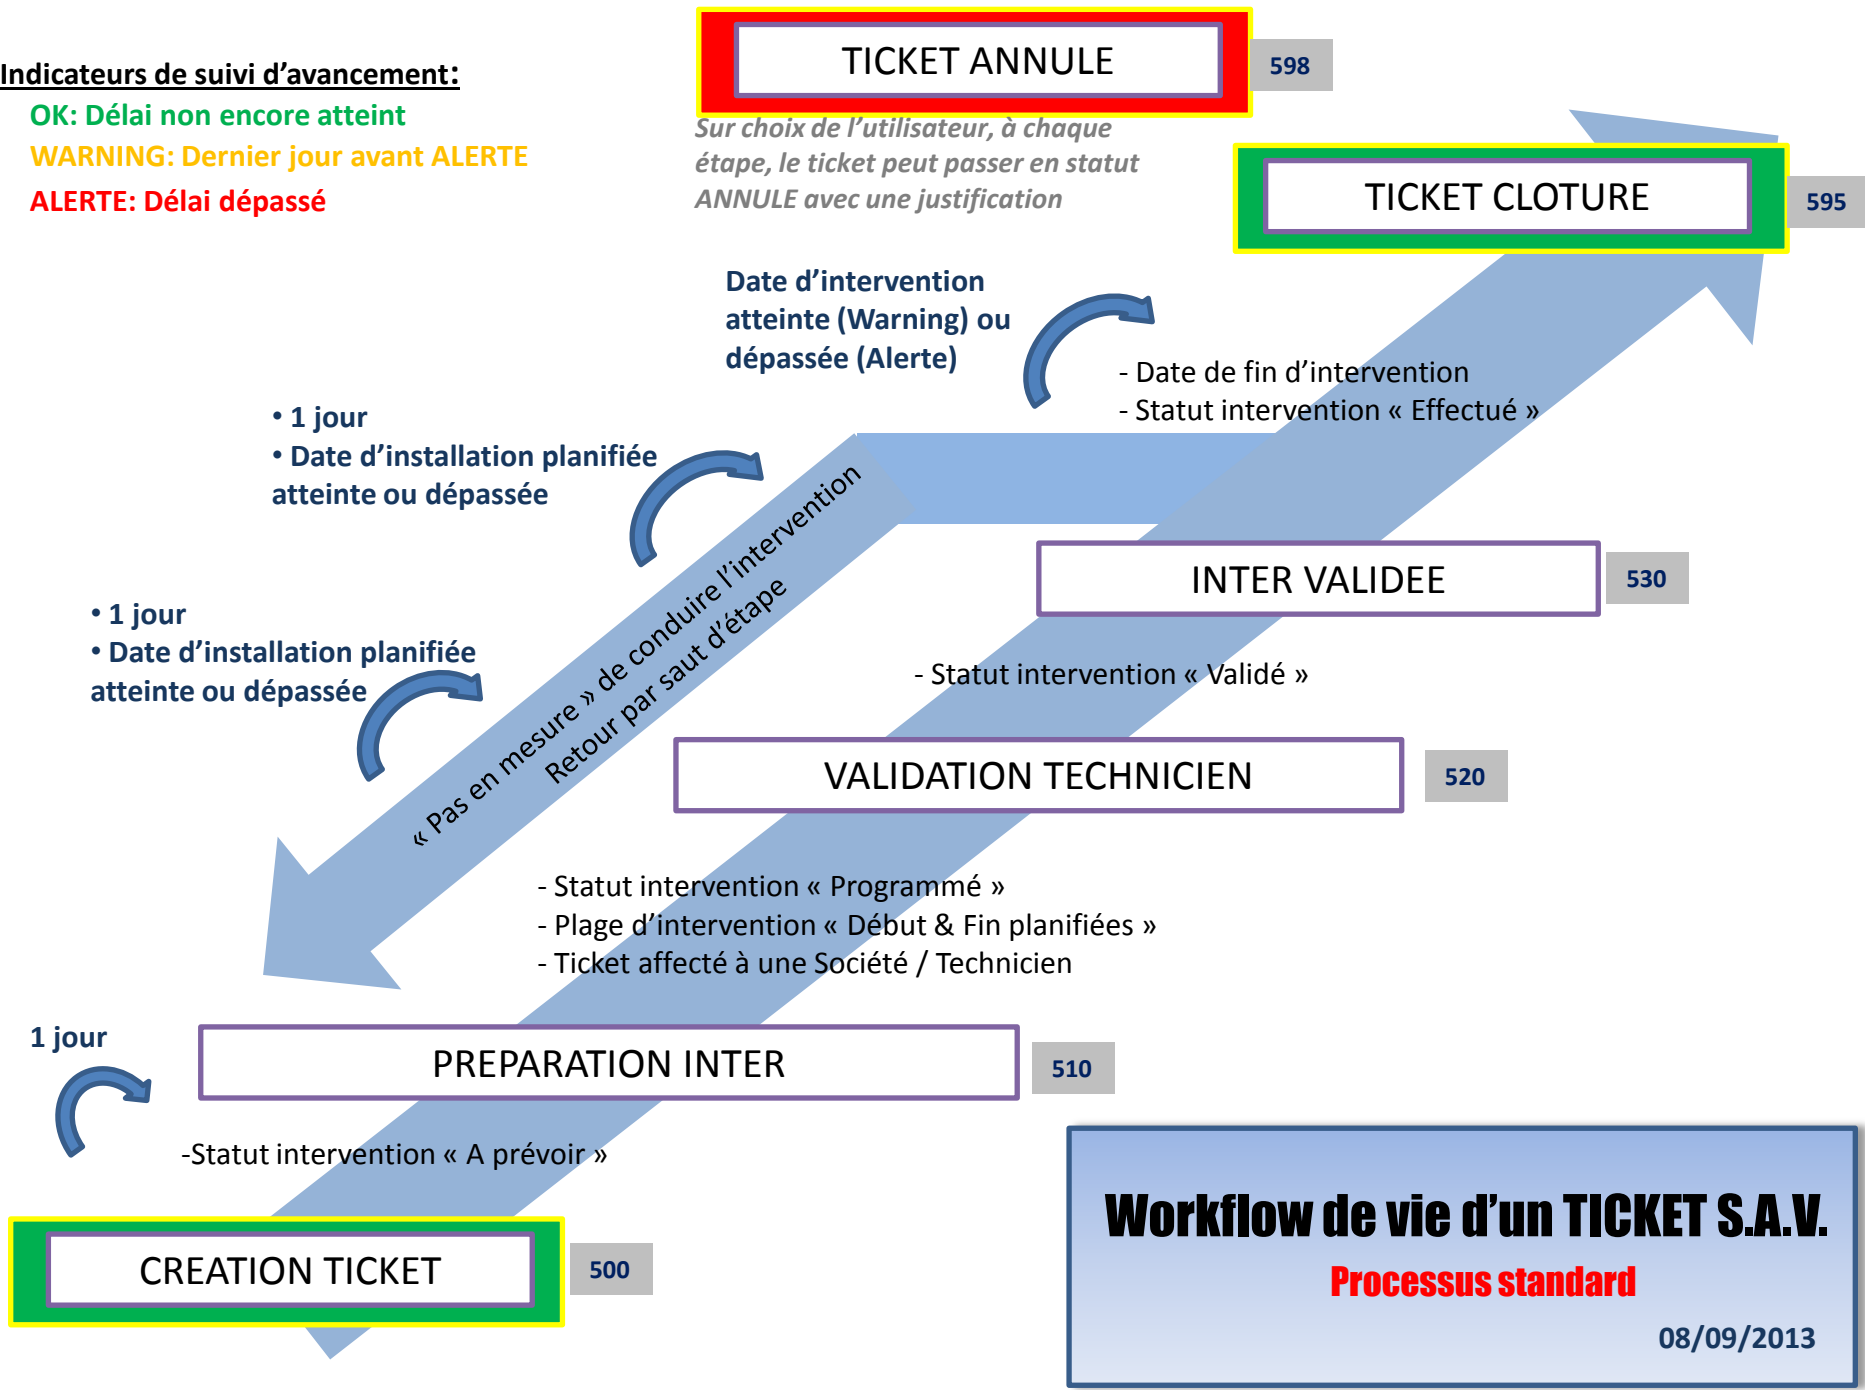 Indicateurs de suivi d’avancement:
OK: Délai non encore atteint
WARNING: Dernier jour avant ALERTE
ALERTE: Délai dépassé
TICKET ANNULE
598
Sur choix de l’utilisateur, à chaque
étape, le ticket peut passer en statut
ANNULE avec une justification
TICKET CLOTURE
595
Date d’intervention
atteinte (Warning) ou
dépassée (Alerte)
- Date de fin d’intervention
- Statut intervention « Effectué »
• 1 jour
• Date d’installation planifiée
atteinte ou dépassée
« Pas en mesure » de conduire l’intervention
Retour par saut d’étape
INTER VALIDEE
530
• 1 jour
• Date d’installation planifiée
atteinte ou dépassée
- Statut intervention « Validé »
VALIDATION TECHNICIEN
520
- Statut intervention « Programmé »
- Plage d’intervention « Début & Fin planifiées »
- Ticket affecté à une Société / Technicien
1 jour
PREPARATION INTER
510
-Statut intervention « A prévoir »
CREATION TICKET
500
Workflow de vie d’un TICKET S.A.V.
Processus standard
08/09/2013